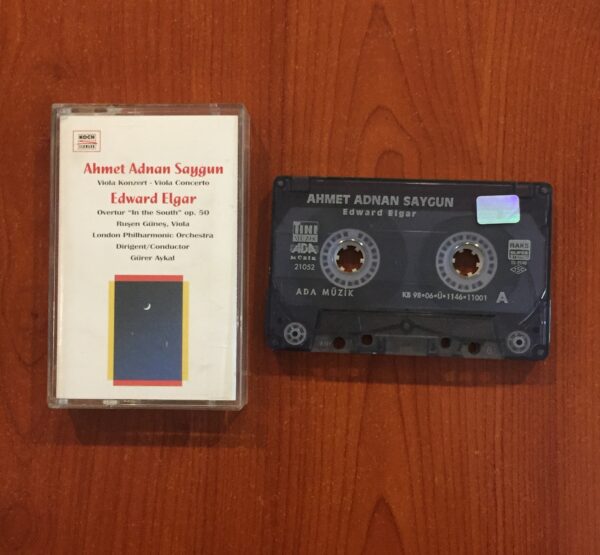 KOCH
Ahmet Adnan Saygun
Viola Konzert - Viola Concerto
Edward Elgar
Overtur "In the South" op. 50
Ruşen Güneş, Viola
London Philharmonic Orchestra
Dirigent/Conductor
Gürer Aykal
AHMET ADNAN SAYGUN
Edward Elgar
ADA
MÜZİK
21052
RAKS
ADA MÜZİK
KB 98•06•Ü•1146•11001
A